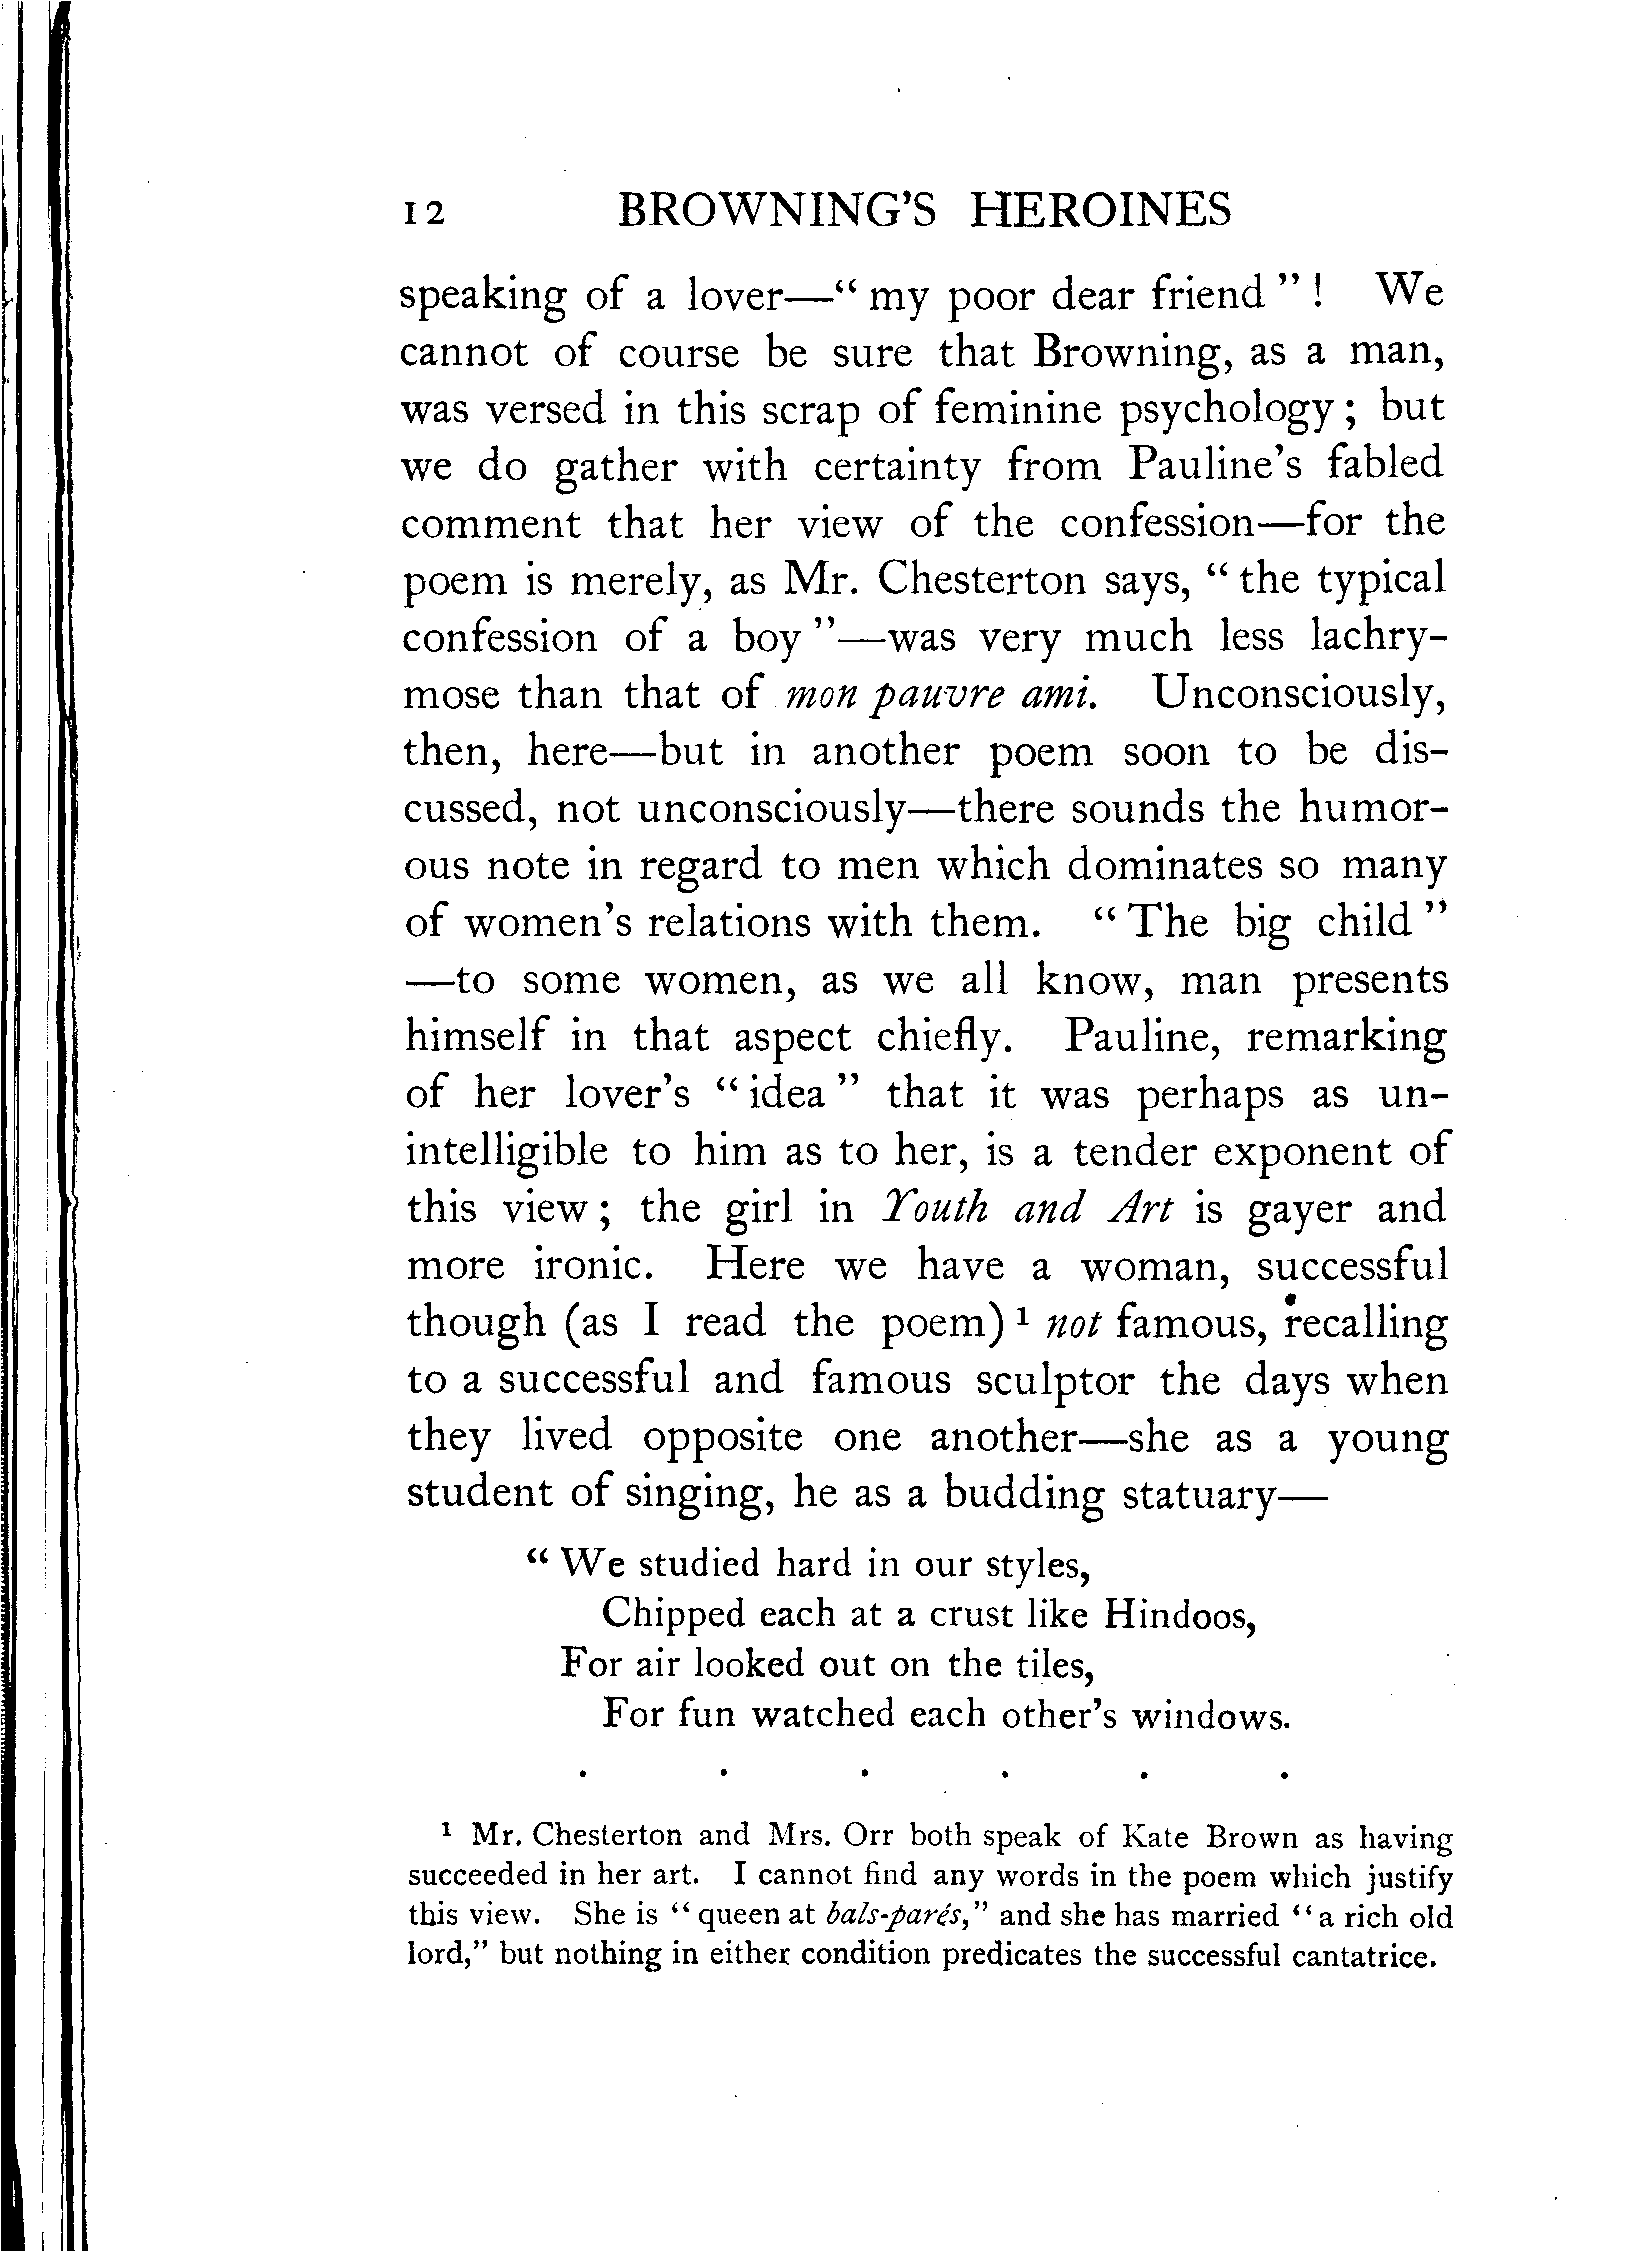 12 BROWNING'S HEROINES
speaking of a lover—“ my poor dear friend ” ! We
cannot of course be sure that Browning, as a man,
was versed in this scrap of feminine psychology ; but
we do gather with certainty from Pauline's fabled
comment that her view of the confession—for the
poem is merely, as Mr. Chesterton says, “ the typical
confession of a boy ”—was very much less lachry-
mose than that of mon pauvre ami. Unconsciously,
then, here—but in another poem soon to be dis-
cussed, not unconsciously—there sounds the humor-
ous note in regard to men which dominates so many
of women's relations with them. “ The big child ”
—to some women, as we all know, man presents
himself in that aspect chiefly. Pauline, remarking
of her lover's “ idea ” that it was perhaps as un-
intelligible to him as to her, is a tender exponent of
this view ; the girl in Youth and Art is gayer and
more ironic. Here we have a woman, successful
though (as I read the poem) ¹ not famous, recalling
to a successful and famous sculptor the days when
they lived opposite one another—she as a young
student of singing, he as a budding statuary—
“ We studied hard in our styles,
Chipped each at a crust like Hindoos,
For air looked out on the tiles,
For fun watched each other's windows.
. . . . . .
¹ Mr. Chesterton and Mrs. Orr both speak of Kate Brown as having
succeeded in her art. I cannot find any words in the poem which justify
this view. She is “ queen at bals-parés,” and she has married “ a rich old
lord,” but nothing in either condition predicates the successful cantatrice.